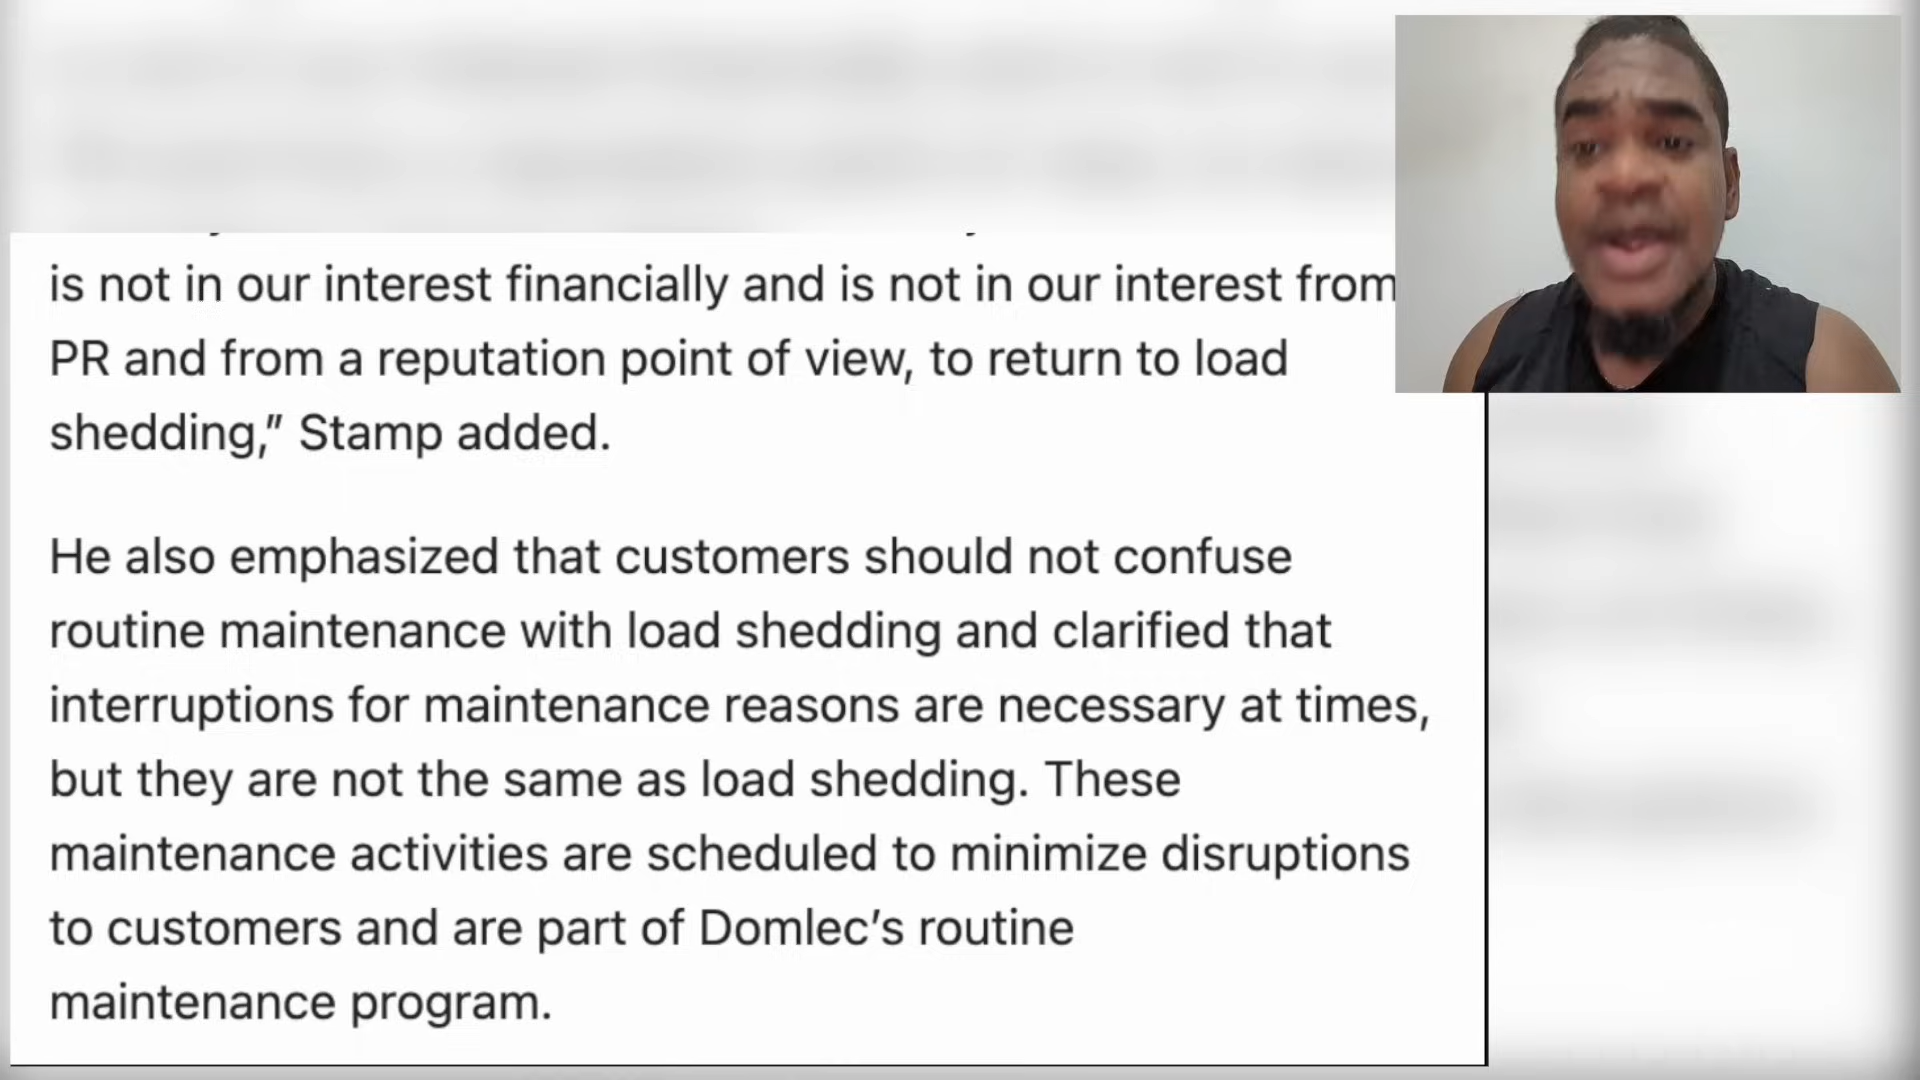 is not in our interest financially and is not in our interest from
PR and from a reputation point of view, to return to load
shedding,” Stamp added.
He also emphasized that customers should not confuse
routine maintenance with load shedding and clarified that
interruptions for maintenance reasons are necessary at times,
but they are not the same as load shedding. These
maintenance activities are scheduled to minimize disruptions
to customers and are part of Domlec’s routine
maintenance program.